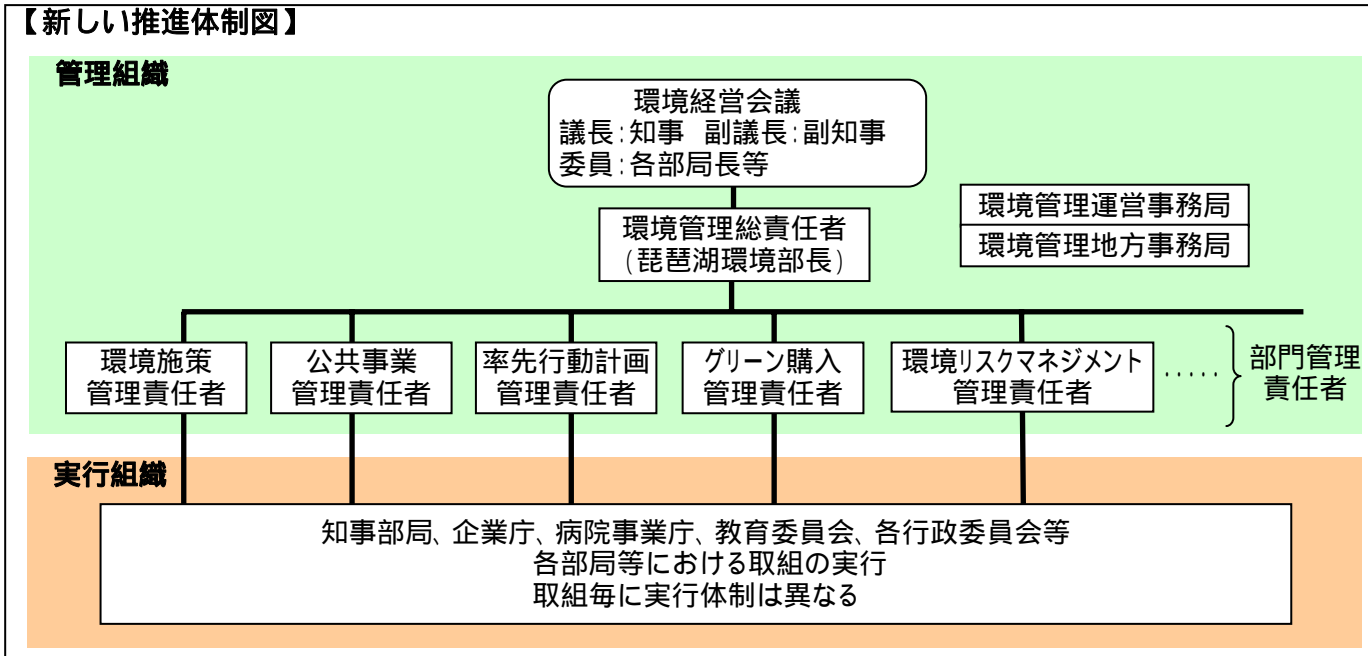 【新しい推進体制図】
管理組織
環境経営会議
議長:知事 副議長:副知事
委員:各部局長等
環境管理総責任者
(琵琶湖環境部長)
環境管理運営事務局
環境管理地方事務局
環境施策
管理責任者
公共事業
管理責任者
率先行動計画
管理責任者
グリーン購入
管理責任者
環境リスクマネジメント
管理責任者
・・・・・
部門管理
責任者
実行組織
知事部局、企業庁、病院事業庁、教育委員会、各行政委員会等
各部局等における取組の実行
取組毎に実行体制は異なる